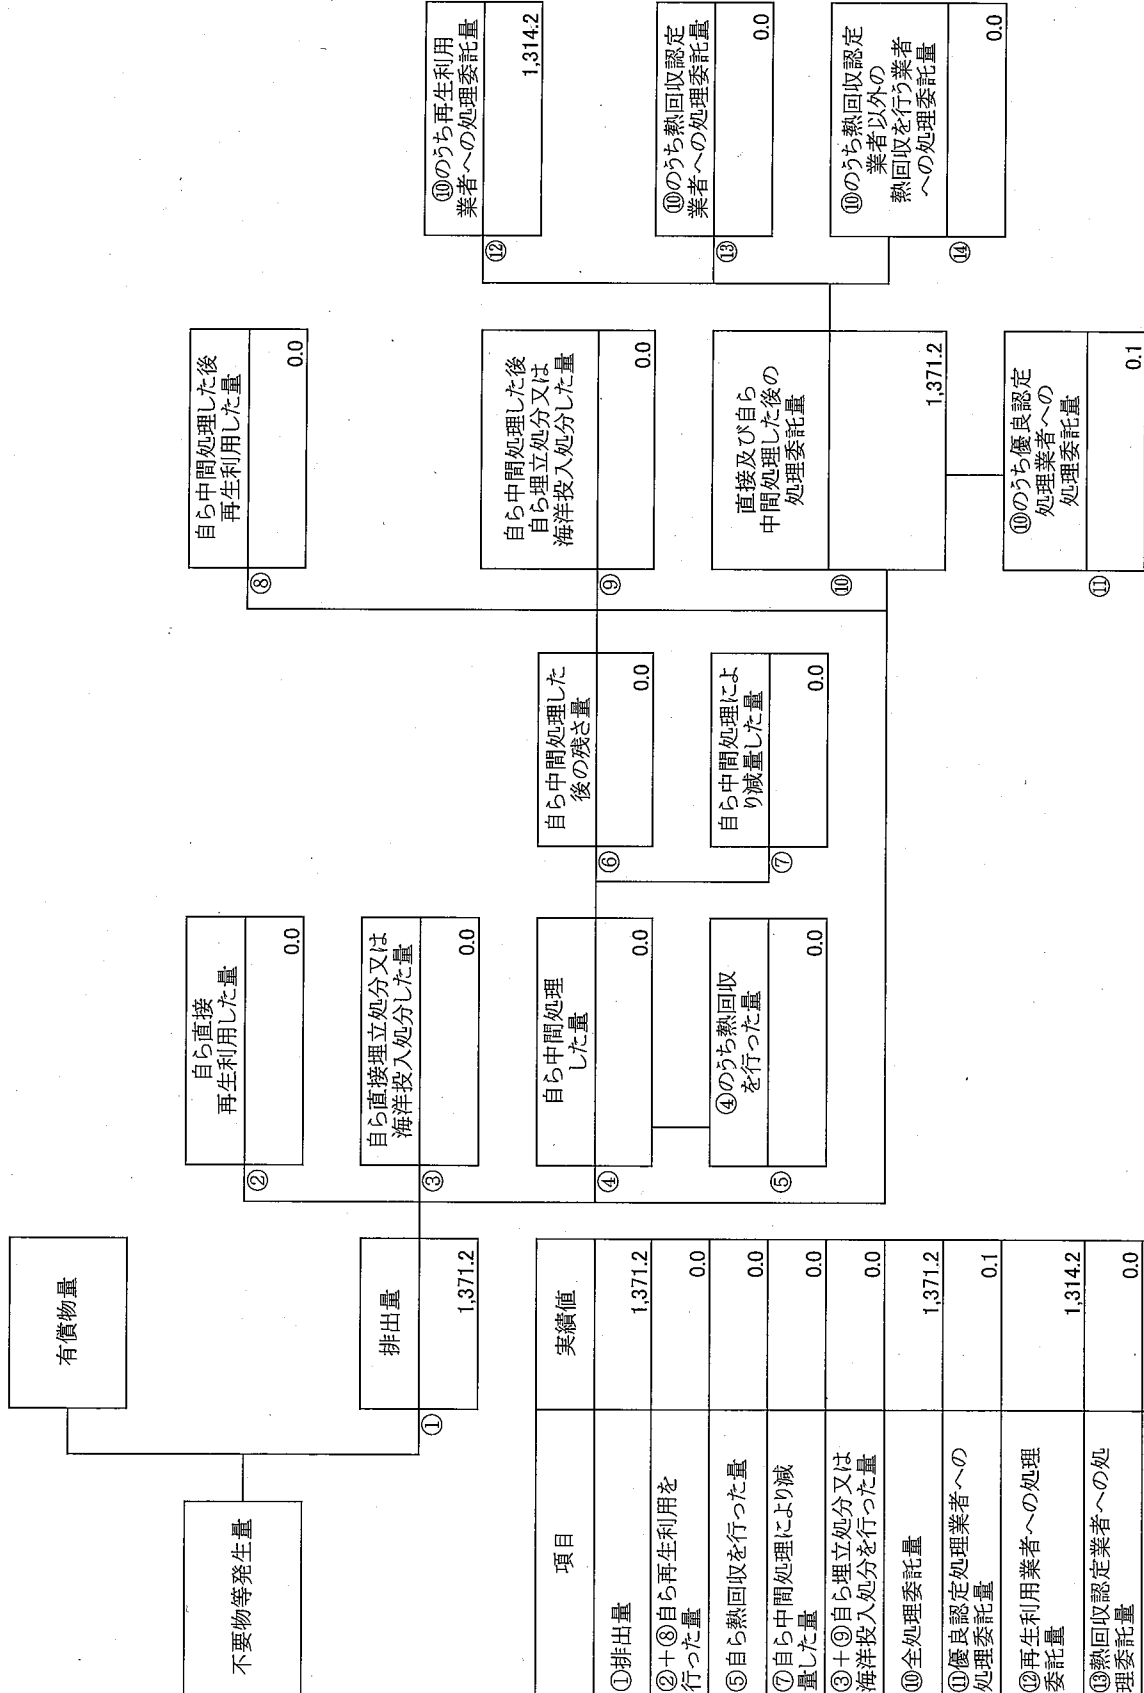 不要物等発生量
有償物量
排出量
①
1,371.2
自ら直接
再生利用した量
②
0.0
自ら直接埋立処分又は
海洋投入処分した量
③
0.0
自ら中間処理
した量
④
0.0
④のうち熱回収
を行った量
⑤
0.0
自ら中間処理した
後の残さ量
⑥
0.0
自ら中間処理によ
り減量した量
⑦
0.0
自ら中間処理した後
再生利用した量
⑧
0.0
自ら中間処理した後
自ら埋立処分又は
海洋投入処分した量
⑨
0.0
直接及び自ら
中間処理した後の
処理委託量
⑩
1,371.2
⑩のうち優良認定
処理業者への
処理委託量
⑪
0.1
⑩のうち再生利用
業者への処理委託量
⑫
1,314.2
⑩のうち熱回収認定
業者への処理委託量
⑬
0.0
⑩のうち熱回収認定
業者以外の
熱回収を行う業者
への処理委託量
⑭
0.0
項目 実績値
①排出量 1,371.2
②+⑧自ら再生利用を
行った量 0.0
⑤自ら熱回収を行った量 0.0
⑦自ら中間処理により減
量した量 0.0
③+⑨自ら埋立処分又は
海洋投入処分を行った量 0.0
⑩全処理委託量 1,371.2
⑪優良認定処理業者への
処理委託量 0.1
⑫再生利用業者への処理
委託量 1,314.2
⑬熱回収認定業者への処
理委託量 0.0